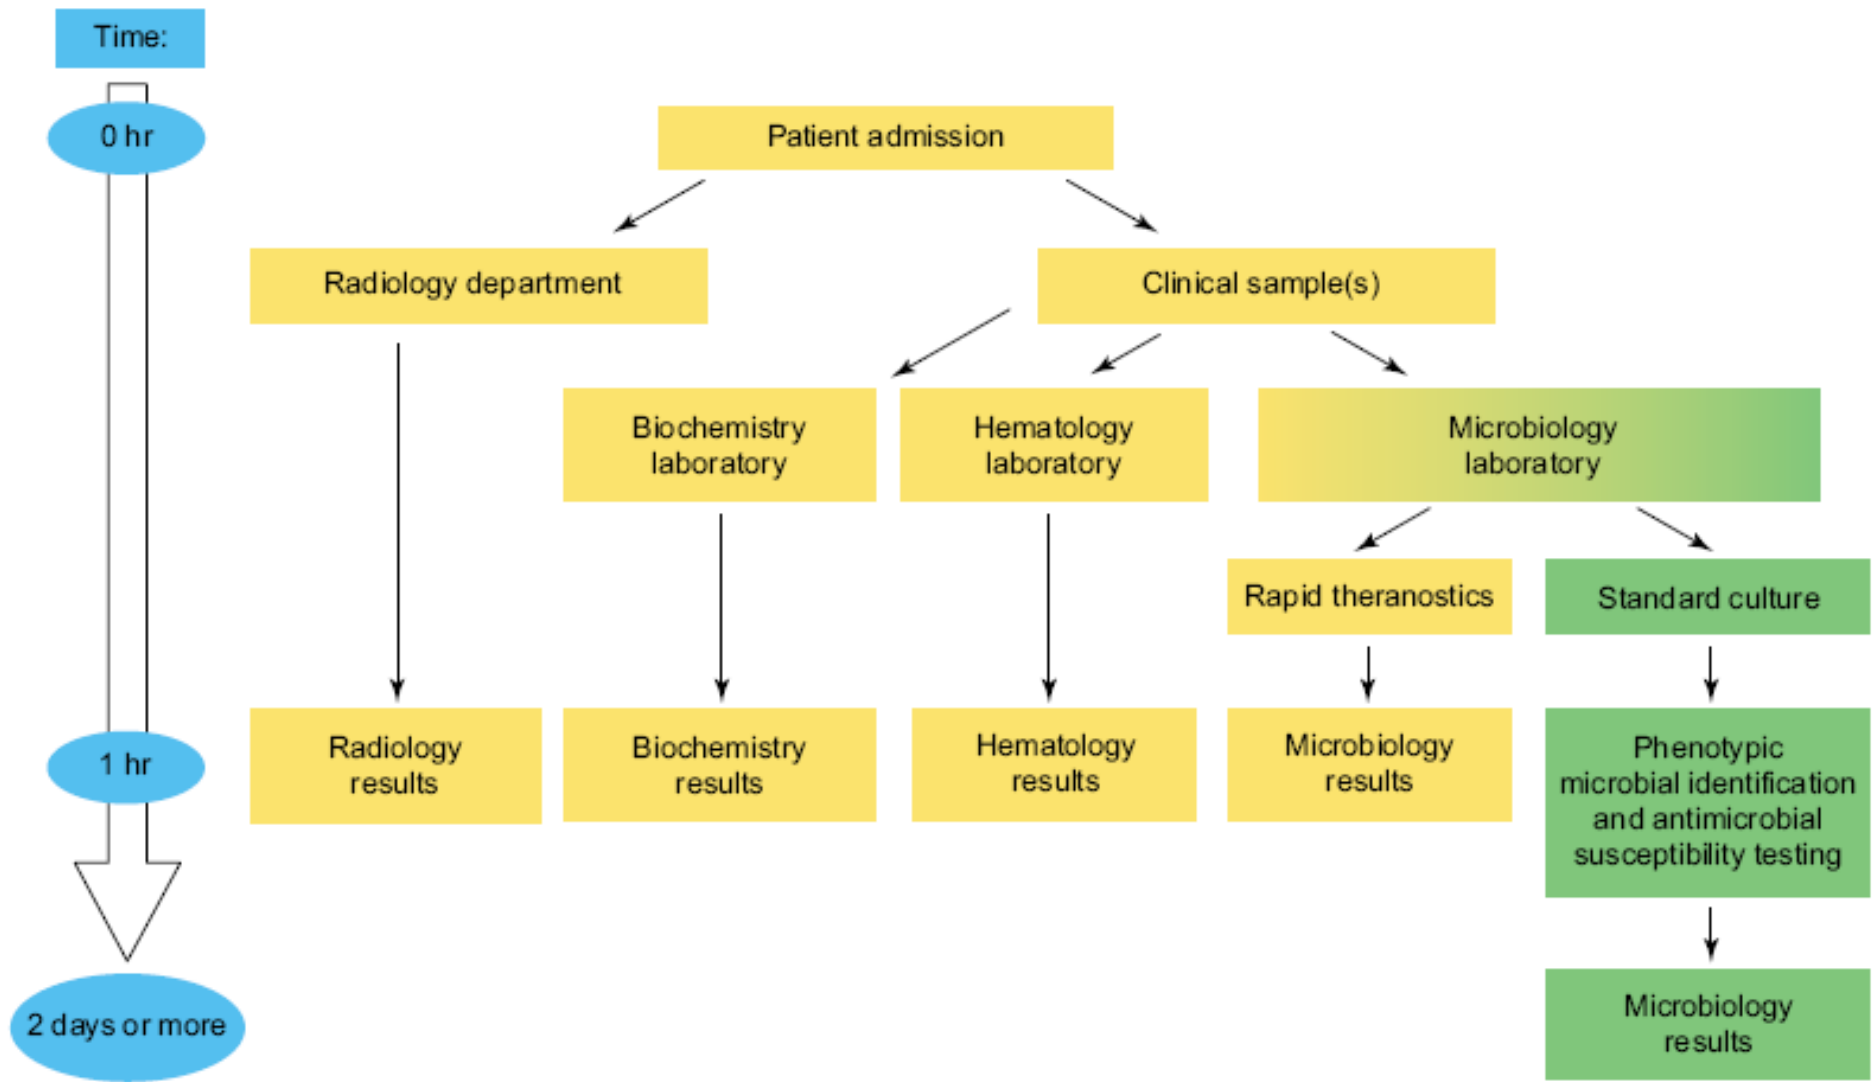 Time:
0 hr
Patient admission
Radiology department
Clinical sample(s)
Biochemistry
laboratory
Hematology
laboratory
Microbiology
laboratory
Rapid theranostics
Standard culture
1 hr
Radiology
results
Biochemistry
results
Hematology
results
Microbiology
results
Phenotypic
microbial identification
and antimicrobial
susceptibility testing
2 days or more
Microbiology
results